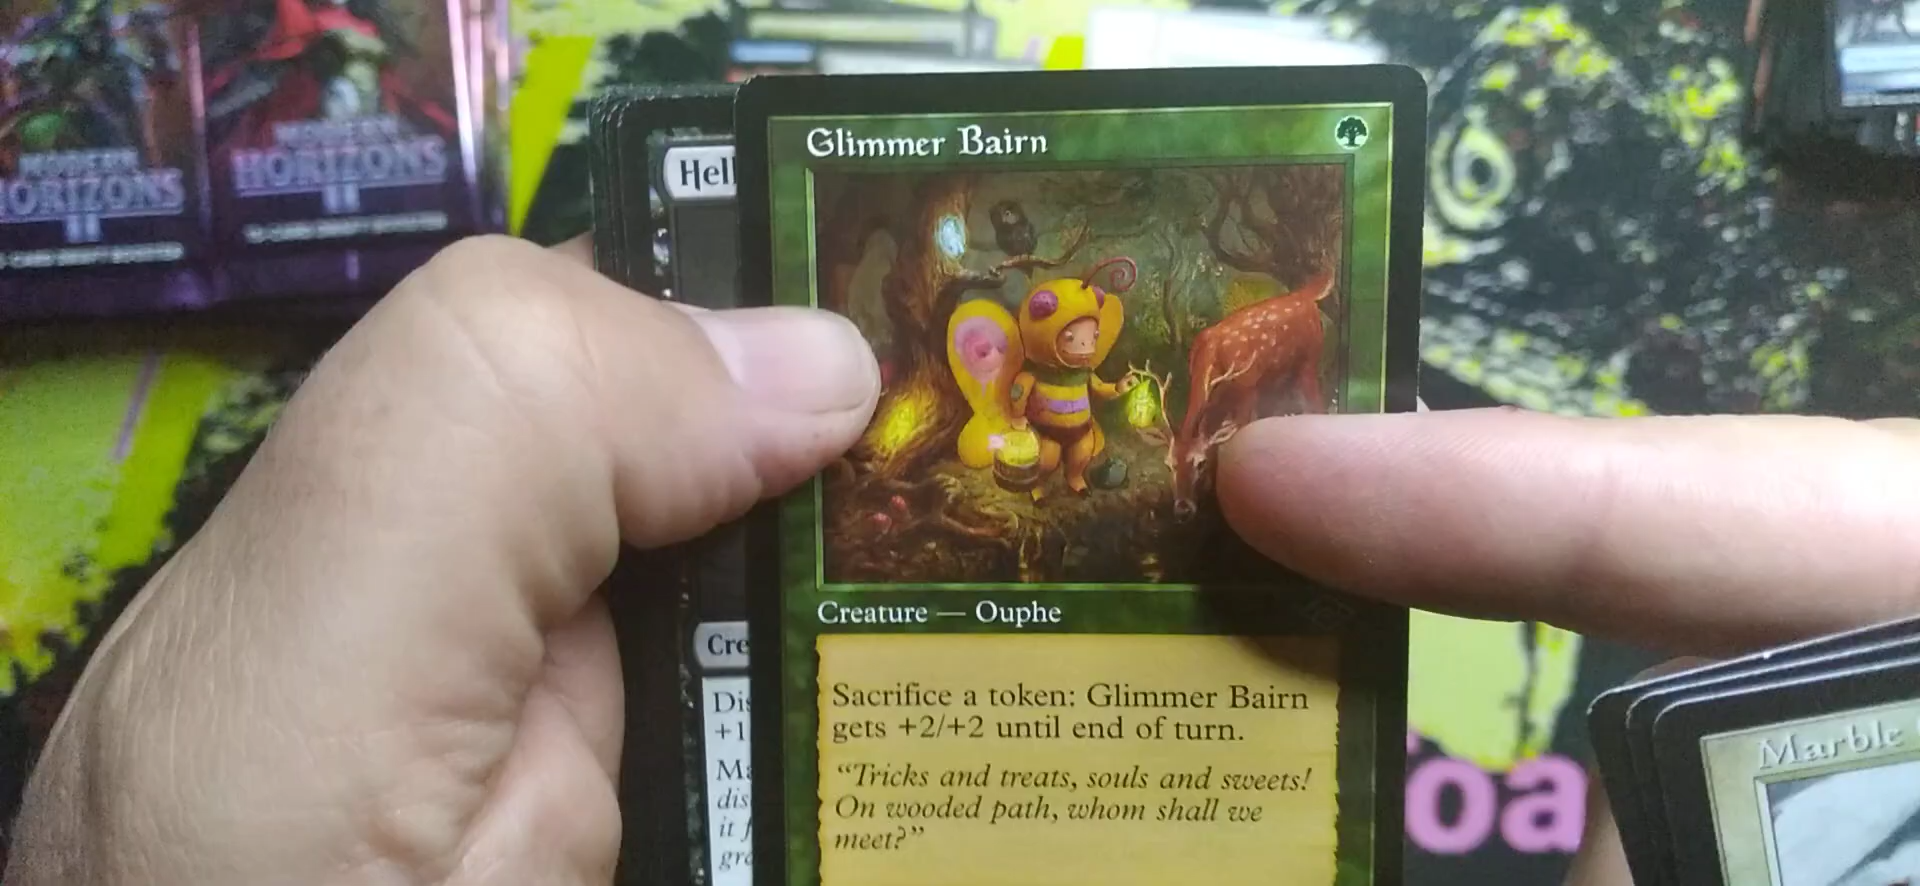 MODERN
HORIZONS
II
MODERN
HORIZONS
II
Hell
Glimmer Bairn
Creature — Ouphe
Cre
Sacrifice a token: Glimmer Bairn
gets +2/+2 until end of turn.
“Tricks and treats, souls and sweets!
On wooded path, whom shall we
meet?”
Dis
+1
Ma
dis
it f
gra
Marble
oa